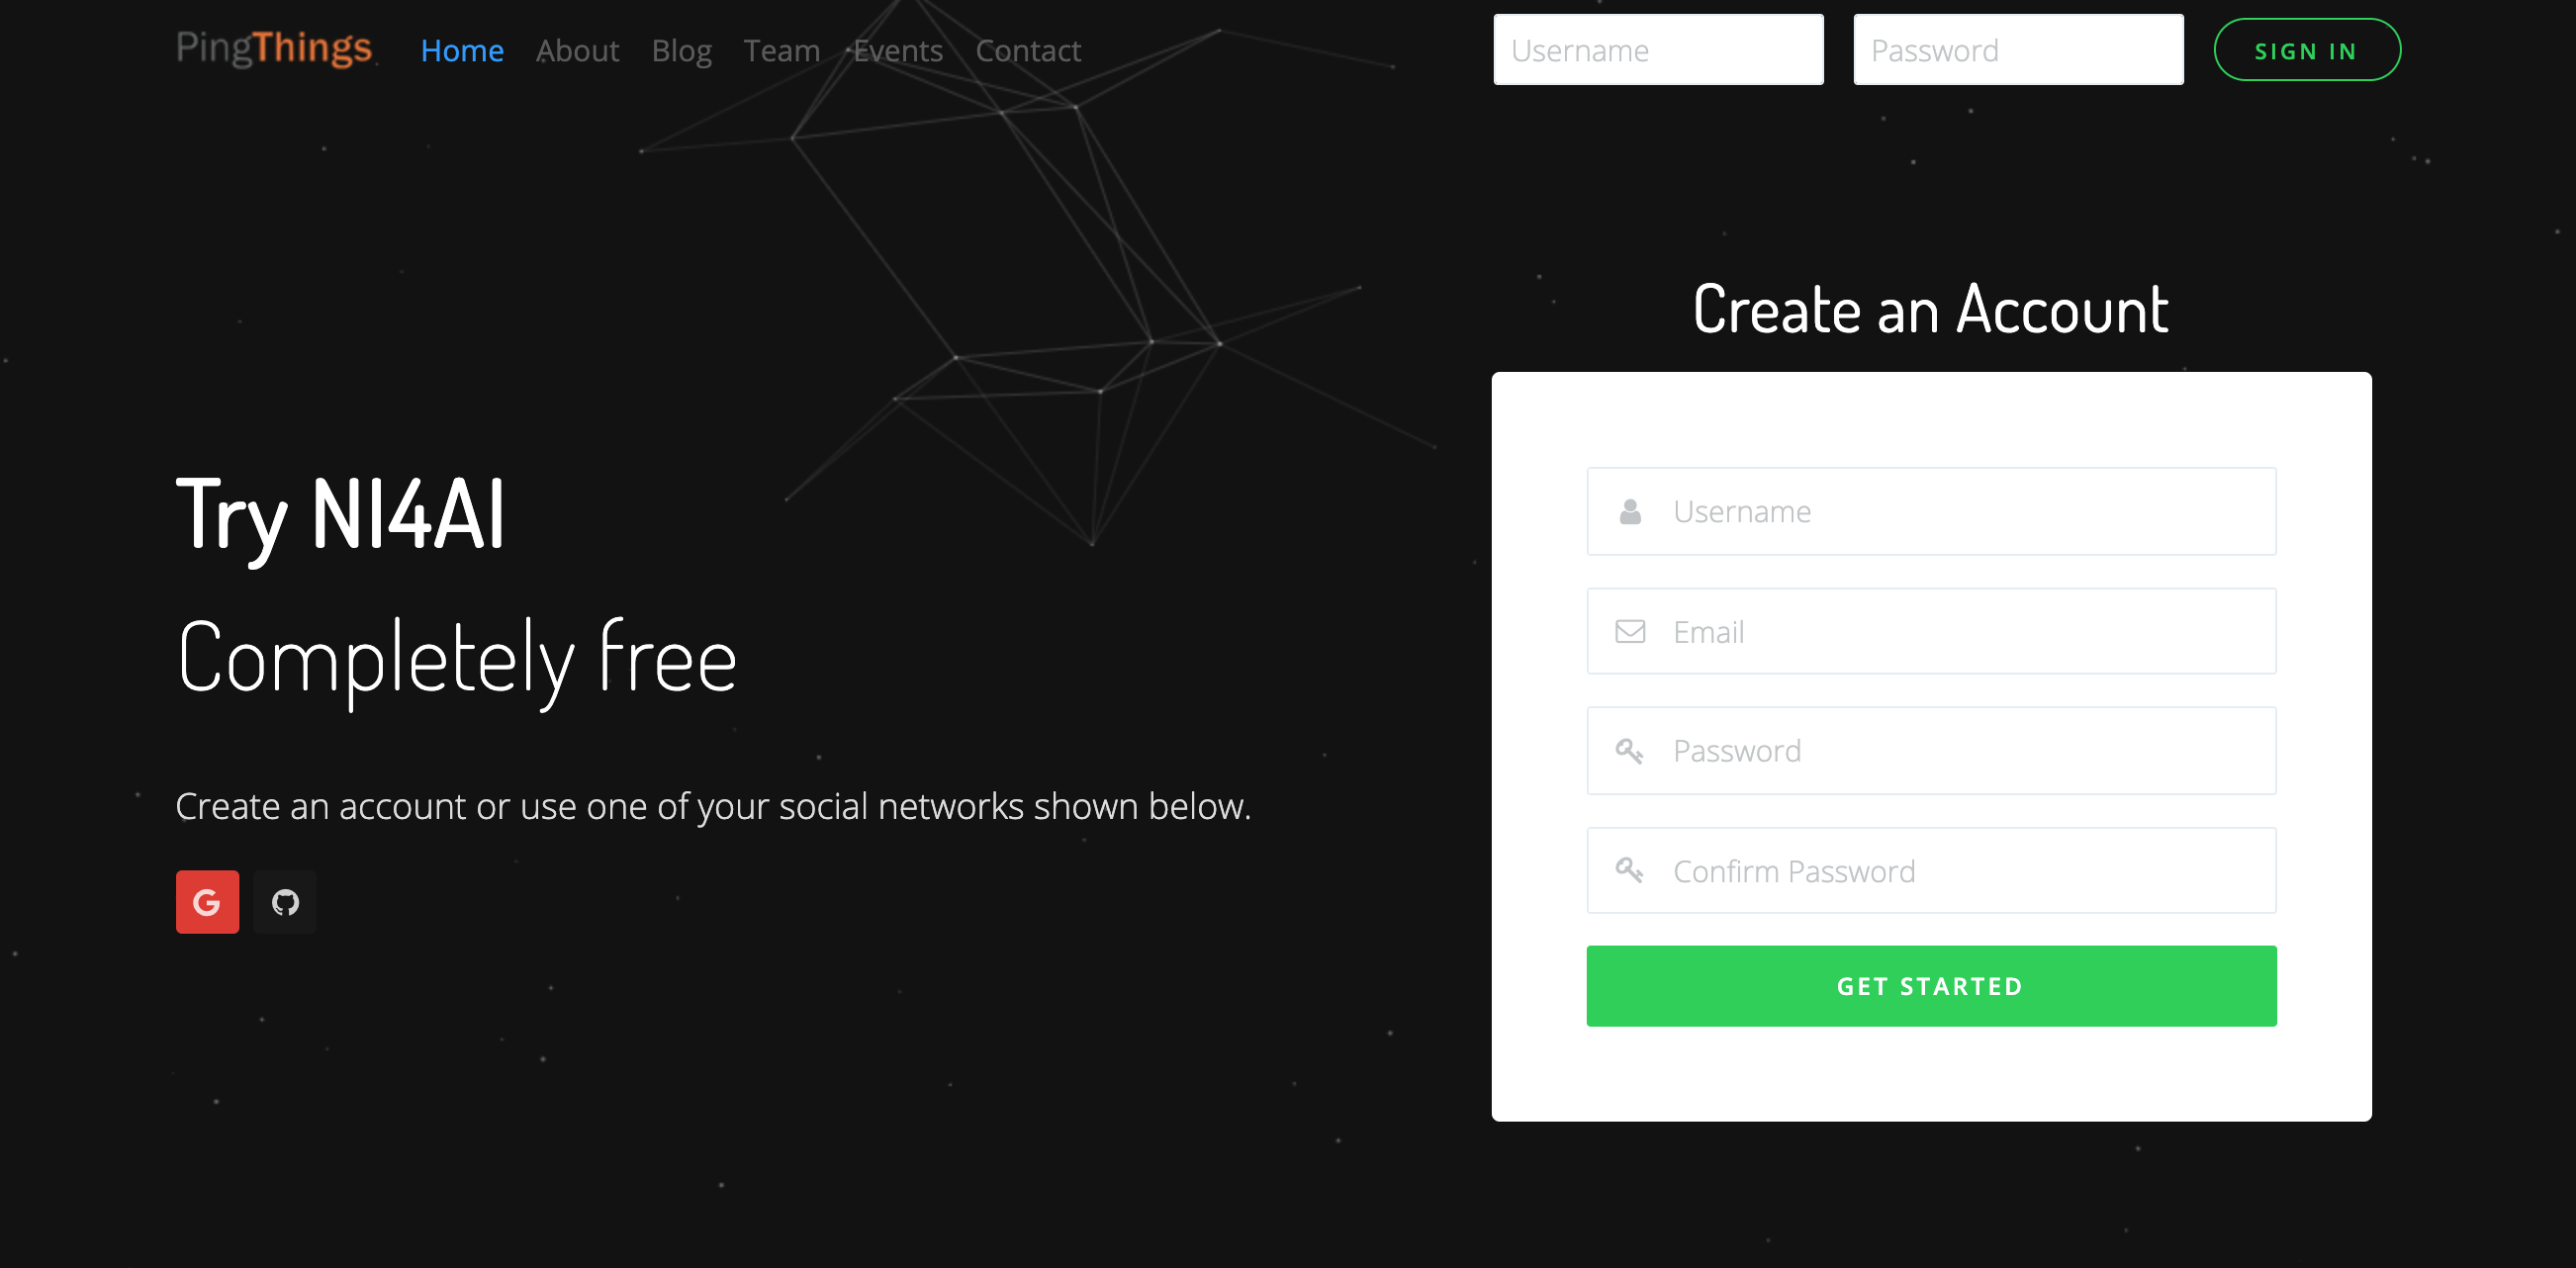 PingThings Home About Blog Team Events Contact Username Password SIGN IN
Create an Account
Try NI4AI
Completely free
Create an account or use one of your social networks shown below.
G
Username
Email
Password
Confirm Password
GET STARTED